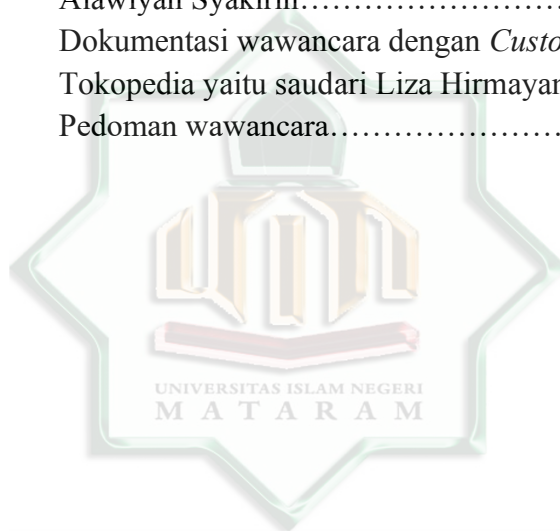 Alawiyah Syakirin…………………….
Dokumentasi wawancara dengan Custo
Tokopedia yaitu saudari Liza Hirmayan
Pedoman wawancara…………………
UNIVERSITAS ISLAM NEGERI
MATARAM